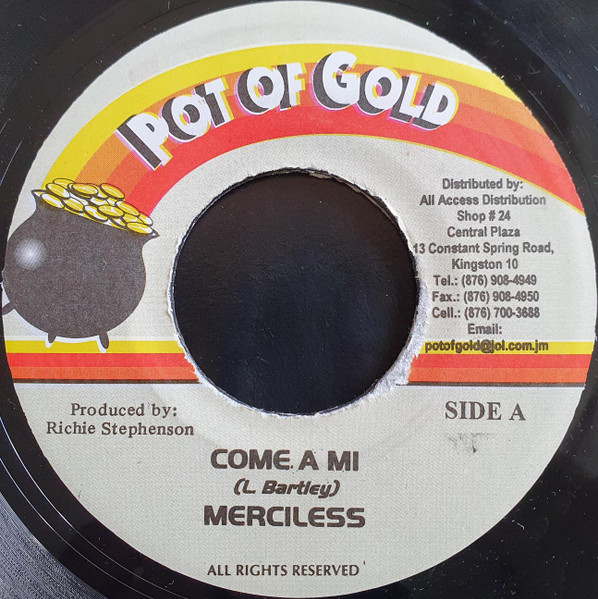 POT OF GOLD
Distributed by:
All Access Distribution
Shop # 24
Central Plaza
13 Constant Spring Road,
Kingston 10
Tel.: (876) 908-4949
Fax.: (876) 908-4950
Cell.: (876) 700-3688
Email:
potofgold@jol.com.jm
Produced by:
Richie Stephenson
SIDE A
COME A MI
(L. Bartley)
MERCILESS
ALL RIGHTS RESERVED